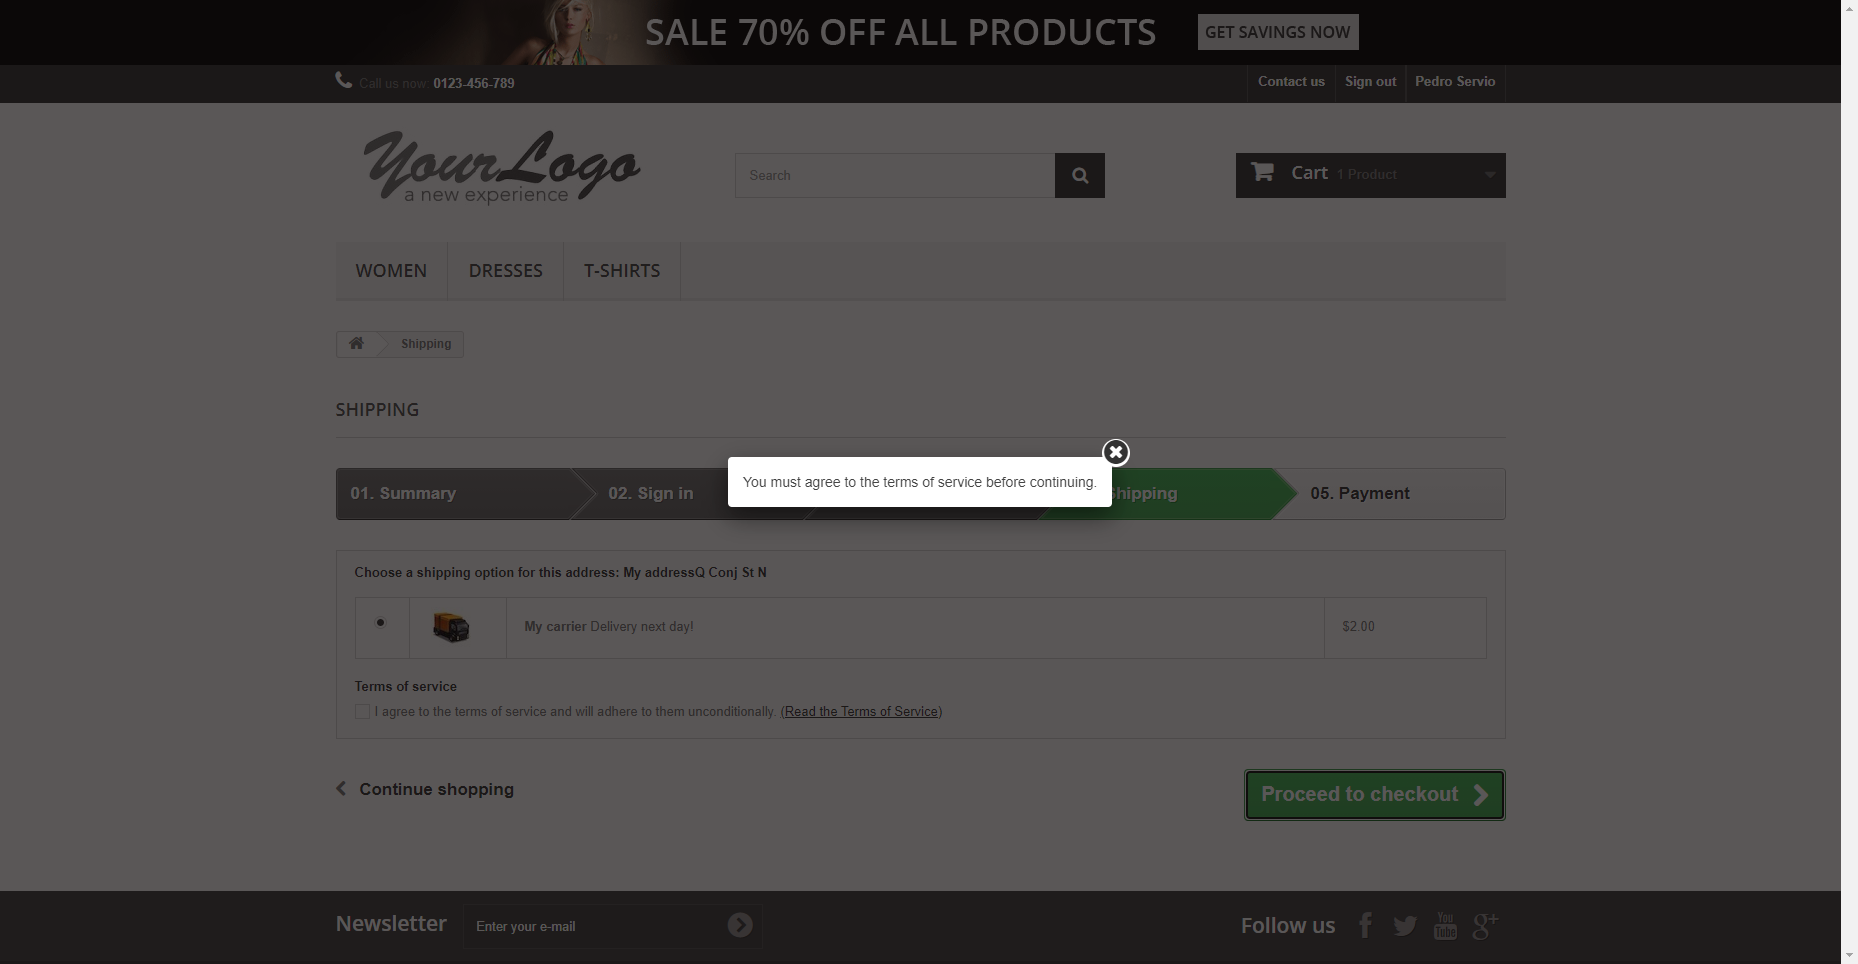 SALE 70% OFF ALL PRODUCTS
GET SAVINGS NOW
Call us now: 0123-456-789
Contact us
Sign out
Pedro Servio
YourLogo
a new experience
Search
Cart 1 Product
WOMEN
DRESSES
T-SHIRTS
Shipping
SHIPPING
You must agree to the terms of service before continuing.
01. Summary
02. Sign in
Shipping
05. Payment
Choose a shipping option for this address: My addressQ Conj St N
My carrier Delivery next day!
$2.00
Terms of service
I agree to the terms of service and will adhere to them unconditionally. (Read the Terms of Service)
Continue shopping
Proceed to checkout
Newsletter
Enter your e-mail
Follow us
You
Tube